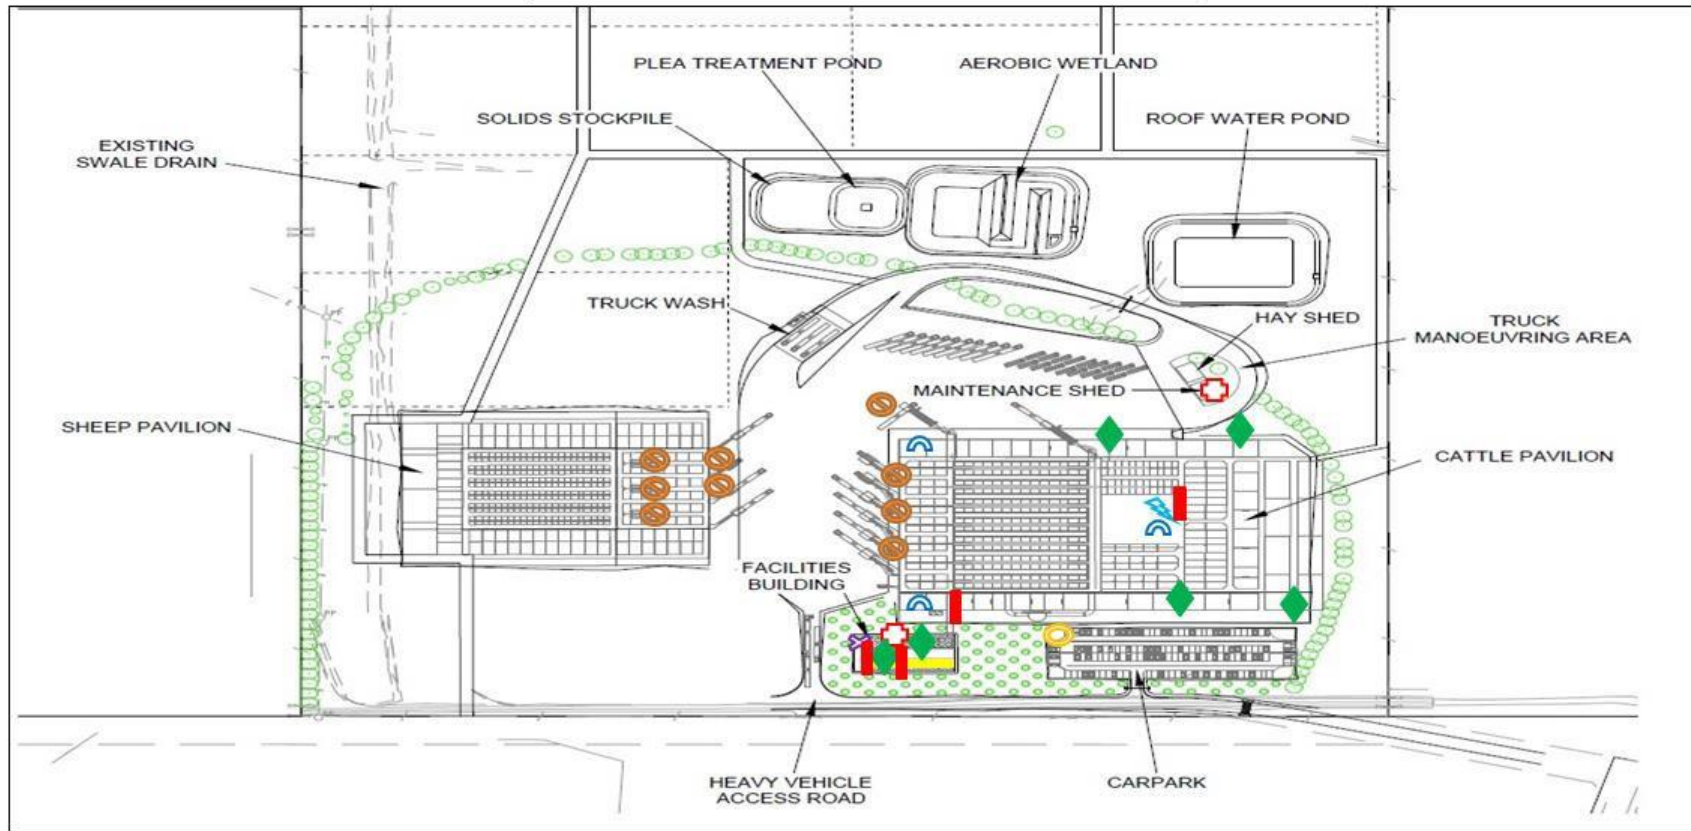 PLEA TREATMENT POND
AEROBIC WETLAND
SOLIDS STOCKPILE
ROOF WATER POND
EXISTING
SWALE DRAIN
TRUCK WASH
HAY SHED
TRUCK
MANOEUVRING AREA
MAINTENANCE SHED
SHEEP PAVILION
CATTLE PAVILION
FACILITIES
BUILDING
HEAVY VEHICLE
ACCESS ROAD
CARPARK